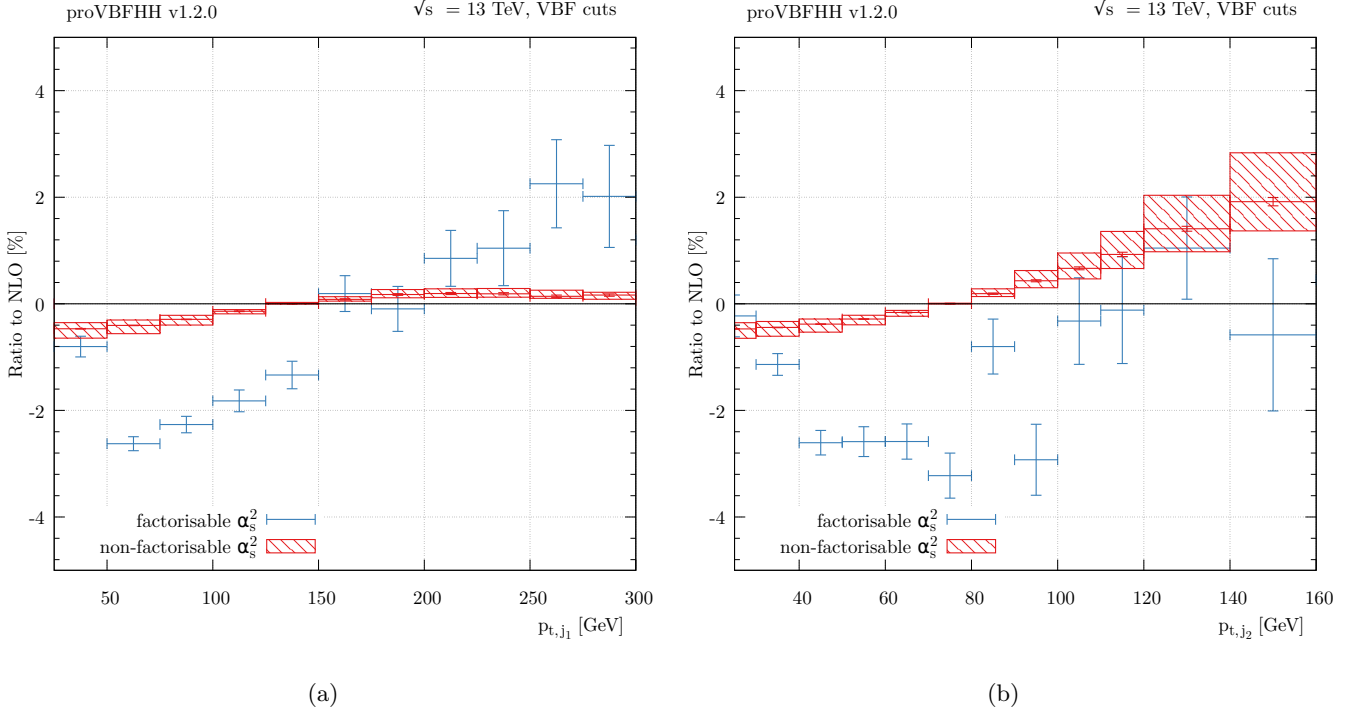 proVBFHH v1.2.0
√s = 13 TeV, VBF cuts
Ratio to NLO [%]
4
2
0
-2
-4
factorisable α_s^2
non-factorisable α_s^2
50 100 150 200 250 300
p_t,j_1 [GeV]
(a)
proVBFHH v1.2.0
√s = 13 TeV, VBF cuts
Ratio to NLO [%]
4
2
0
-2
-4
factorisable α_s^2
non-factorisable α_s^2
40 60 80 100 120 140 160
p_t,j_2 [GeV]
(b)